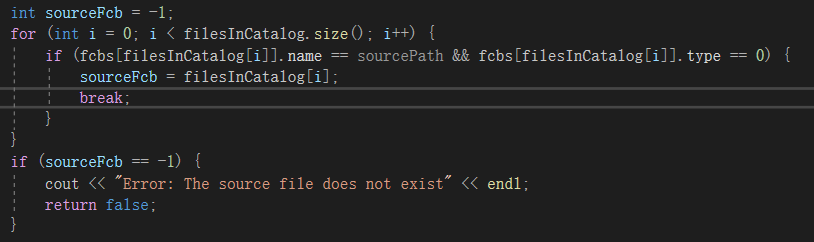 int sourceFcb = -1;
for (int i = 0; i < filesInCatalog.size(); i++) {
    if (fcbs[filesInCatalog[i]].name == sourcePath && fcbs[filesInCatalog[i]].type == 0) {
        sourceFcb = filesInCatalog[i];
        break;
    }
}
if (sourceFcb == -1) {
    cout << "Error: The source file does not exist" << endl;
    return false;
}